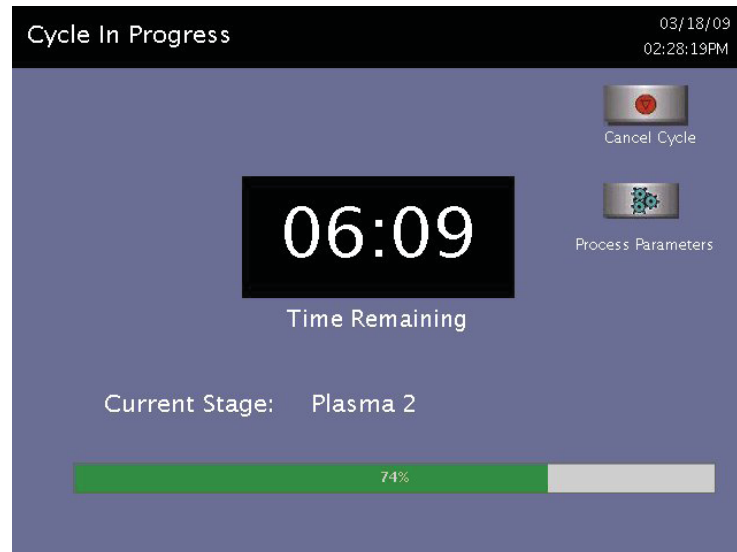 Cycle In Progress
03/18/09
02:28:19PM
Cancel Cycle
06:09
Process Parameters
Time Remaining
Current Stage: Plasma 2
74%